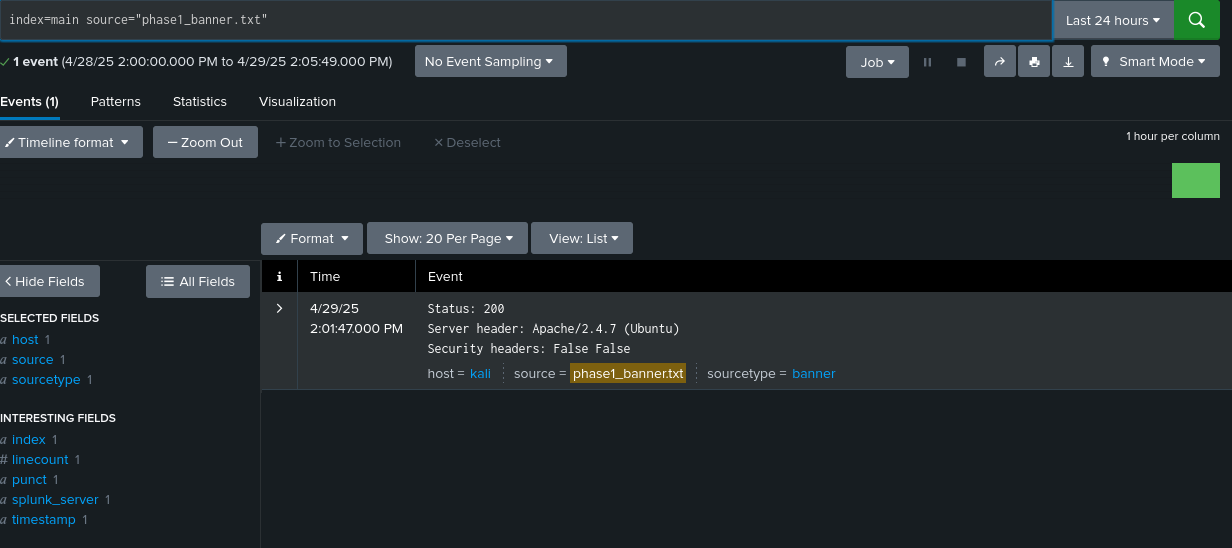 index=main source="phase1_banner.txt"
Last 24 hours
1 event (4/28/25 2:00:00.000 PM to 4/29/25 2:05:49.000 PM)
No Event Sampling
Job
Smart Mode
Events (1)
Patterns
Statistics
Visualization
Timeline format
— Zoom Out
+ Zoom to Selection
× Deselect
1 hour per column
Format
Show: 20 Per Page
View: List
< Hide Fields
All Fields
i
Time
Event
SELECTED FIELDS
a host 1
a source 1
a sourcetype 1
INTERESTING FIELDS
a index 1
# linecount 1
a punct 1
a splunk_server 1
a timestamp 1
>
4/29/25
2:01:47.000 PM
Status: 200
Server header: Apache/2.4.7 (Ubuntu)
Security headers: False False
host = kali
source = phase1_banner.txt
sourcetype = banner